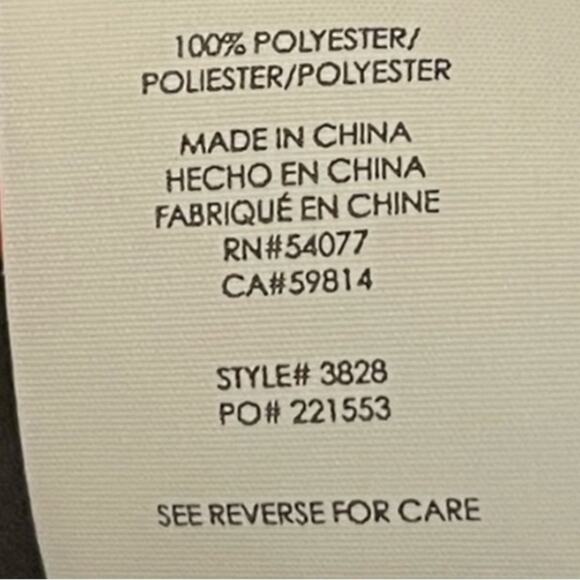 100% POLYESTER/
POLIESTER/POLYESTER
MADE IN CHINA
HECHO EN CHINA
FABRIQUÉ EN CHINE
RN#54077
CA#59814
STYLE# 3828
PO# 221553
SEE REVERSE FOR CARE